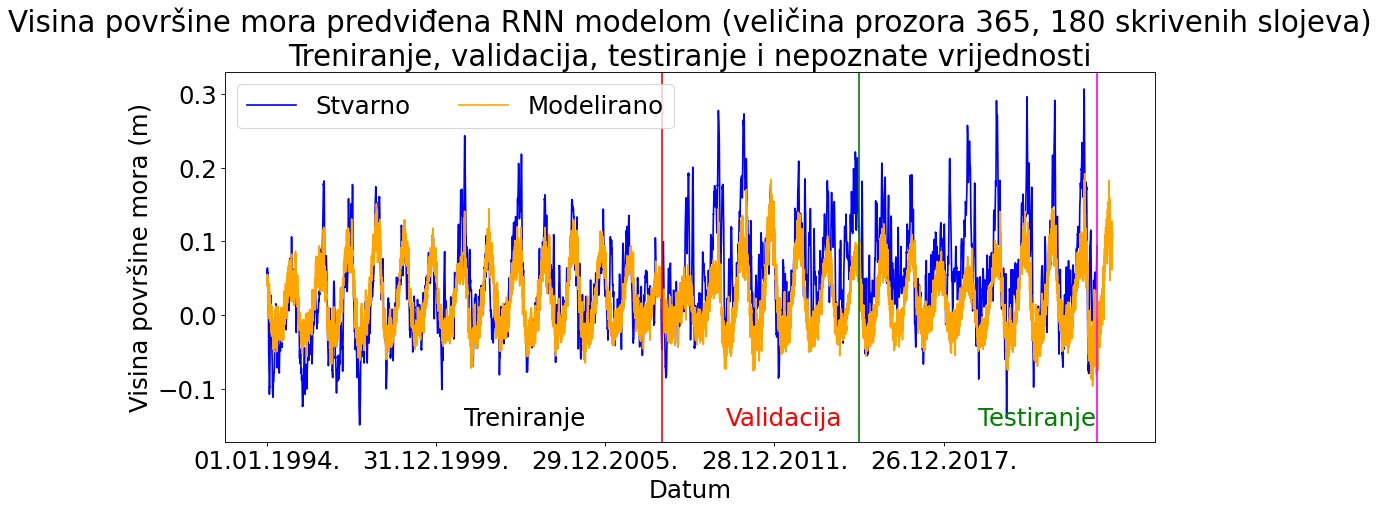 Visina površine mora predviđena RNN modelom (veličina prozora 365, 180 skrivenih slojeva)
Treniranje, validacija, testiranje i nepoznate vrijednosti
Stvarno Modelirano
Visina površine mora (m)
0.3
0.2
0.1
0.0
−0.1
Treniranje Validacija Testiranje
01.01.1994. 31.12.1999. 29.12.2005. 28.12.2011. 26.12.2017.
Datum